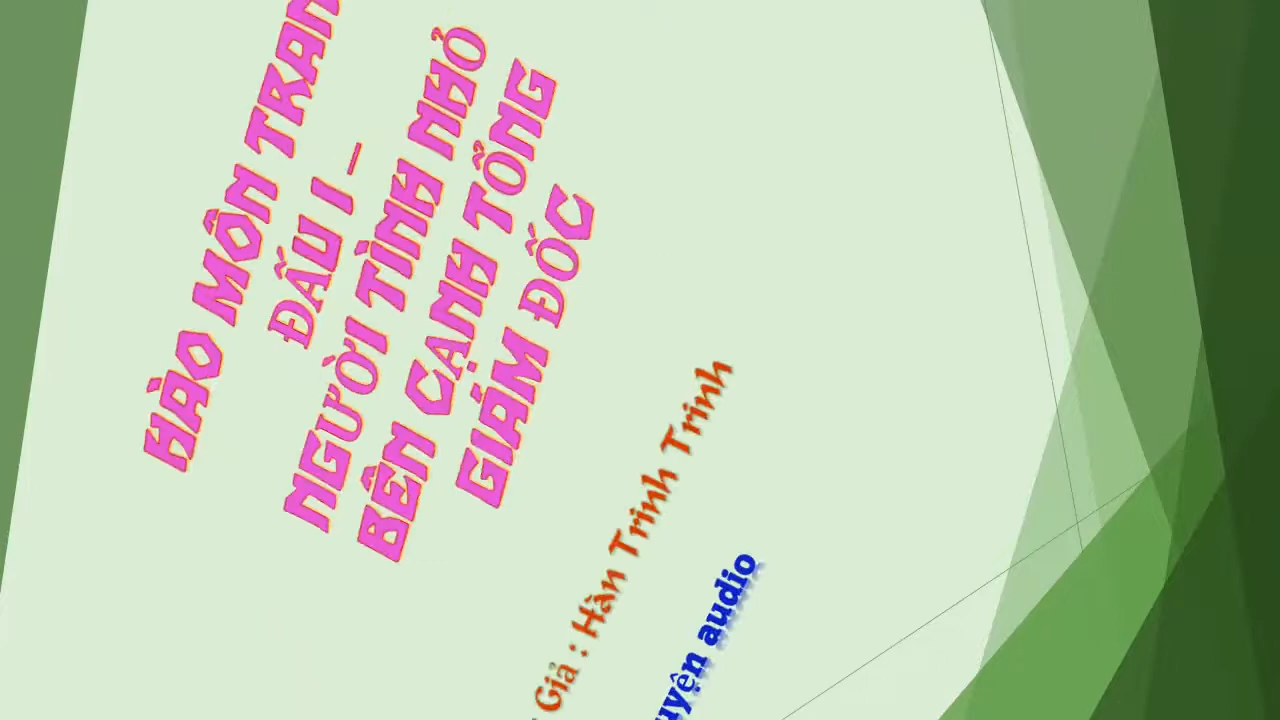 HÀO MÔN TRAN
ĐẤU I –
NGƯỜI TÌNH NHỎ
BÊN CẠNH TỔNG
GIÁM ĐỐC
Giả : Hàn Trinh Trinh
uyện audio